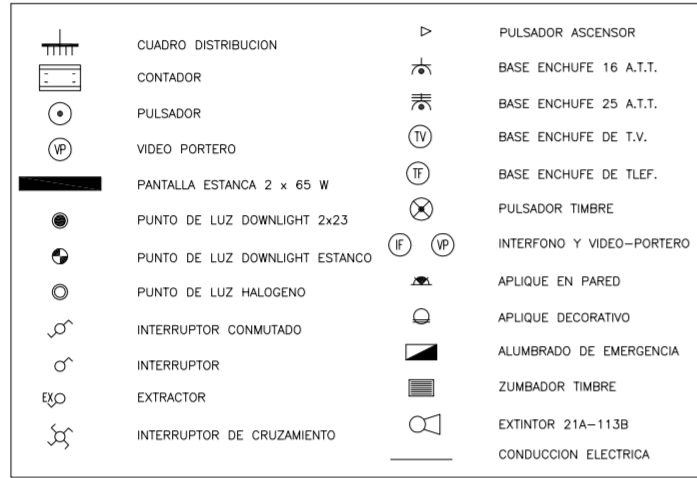 CUADRO DISTRIBUCION
CONTADOR
PULSADOR
VP VIDEO PORTERO
PANTALLA ESTANCA 2 x 65 W
PUNTO DE LUZ DOWNLIGHT 2x23
PUNTO DE LUZ DOWNLIGHT ESTANCO
PUNTO DE LUZ HALOGENO
INTERRUPTOR CONMUTADO
INTERRUPTOR
EX EXTRACTOR
INTERRUPTOR DE CRUZAMIENTO
PULSADOR ASCENSOR
BASE ENCHUFE 16 A.T.T.
BASE ENCHUFE 25 A.T.T.
TV BASE ENCHUFE DE T.V.
TF BASE ENCHUFE DE TLEF.
PULSADOR TIMBRE
IF VP INTERFONO Y VIDEO-PORTERO
APLIQUE EN PARED
APLIQUE DECORATIVO
ALUMBRADO DE EMERGENCIA
ZUMBADOR TIMBRE
EXTINTOR 21A-113B
CONDUCCION ELECTRICA